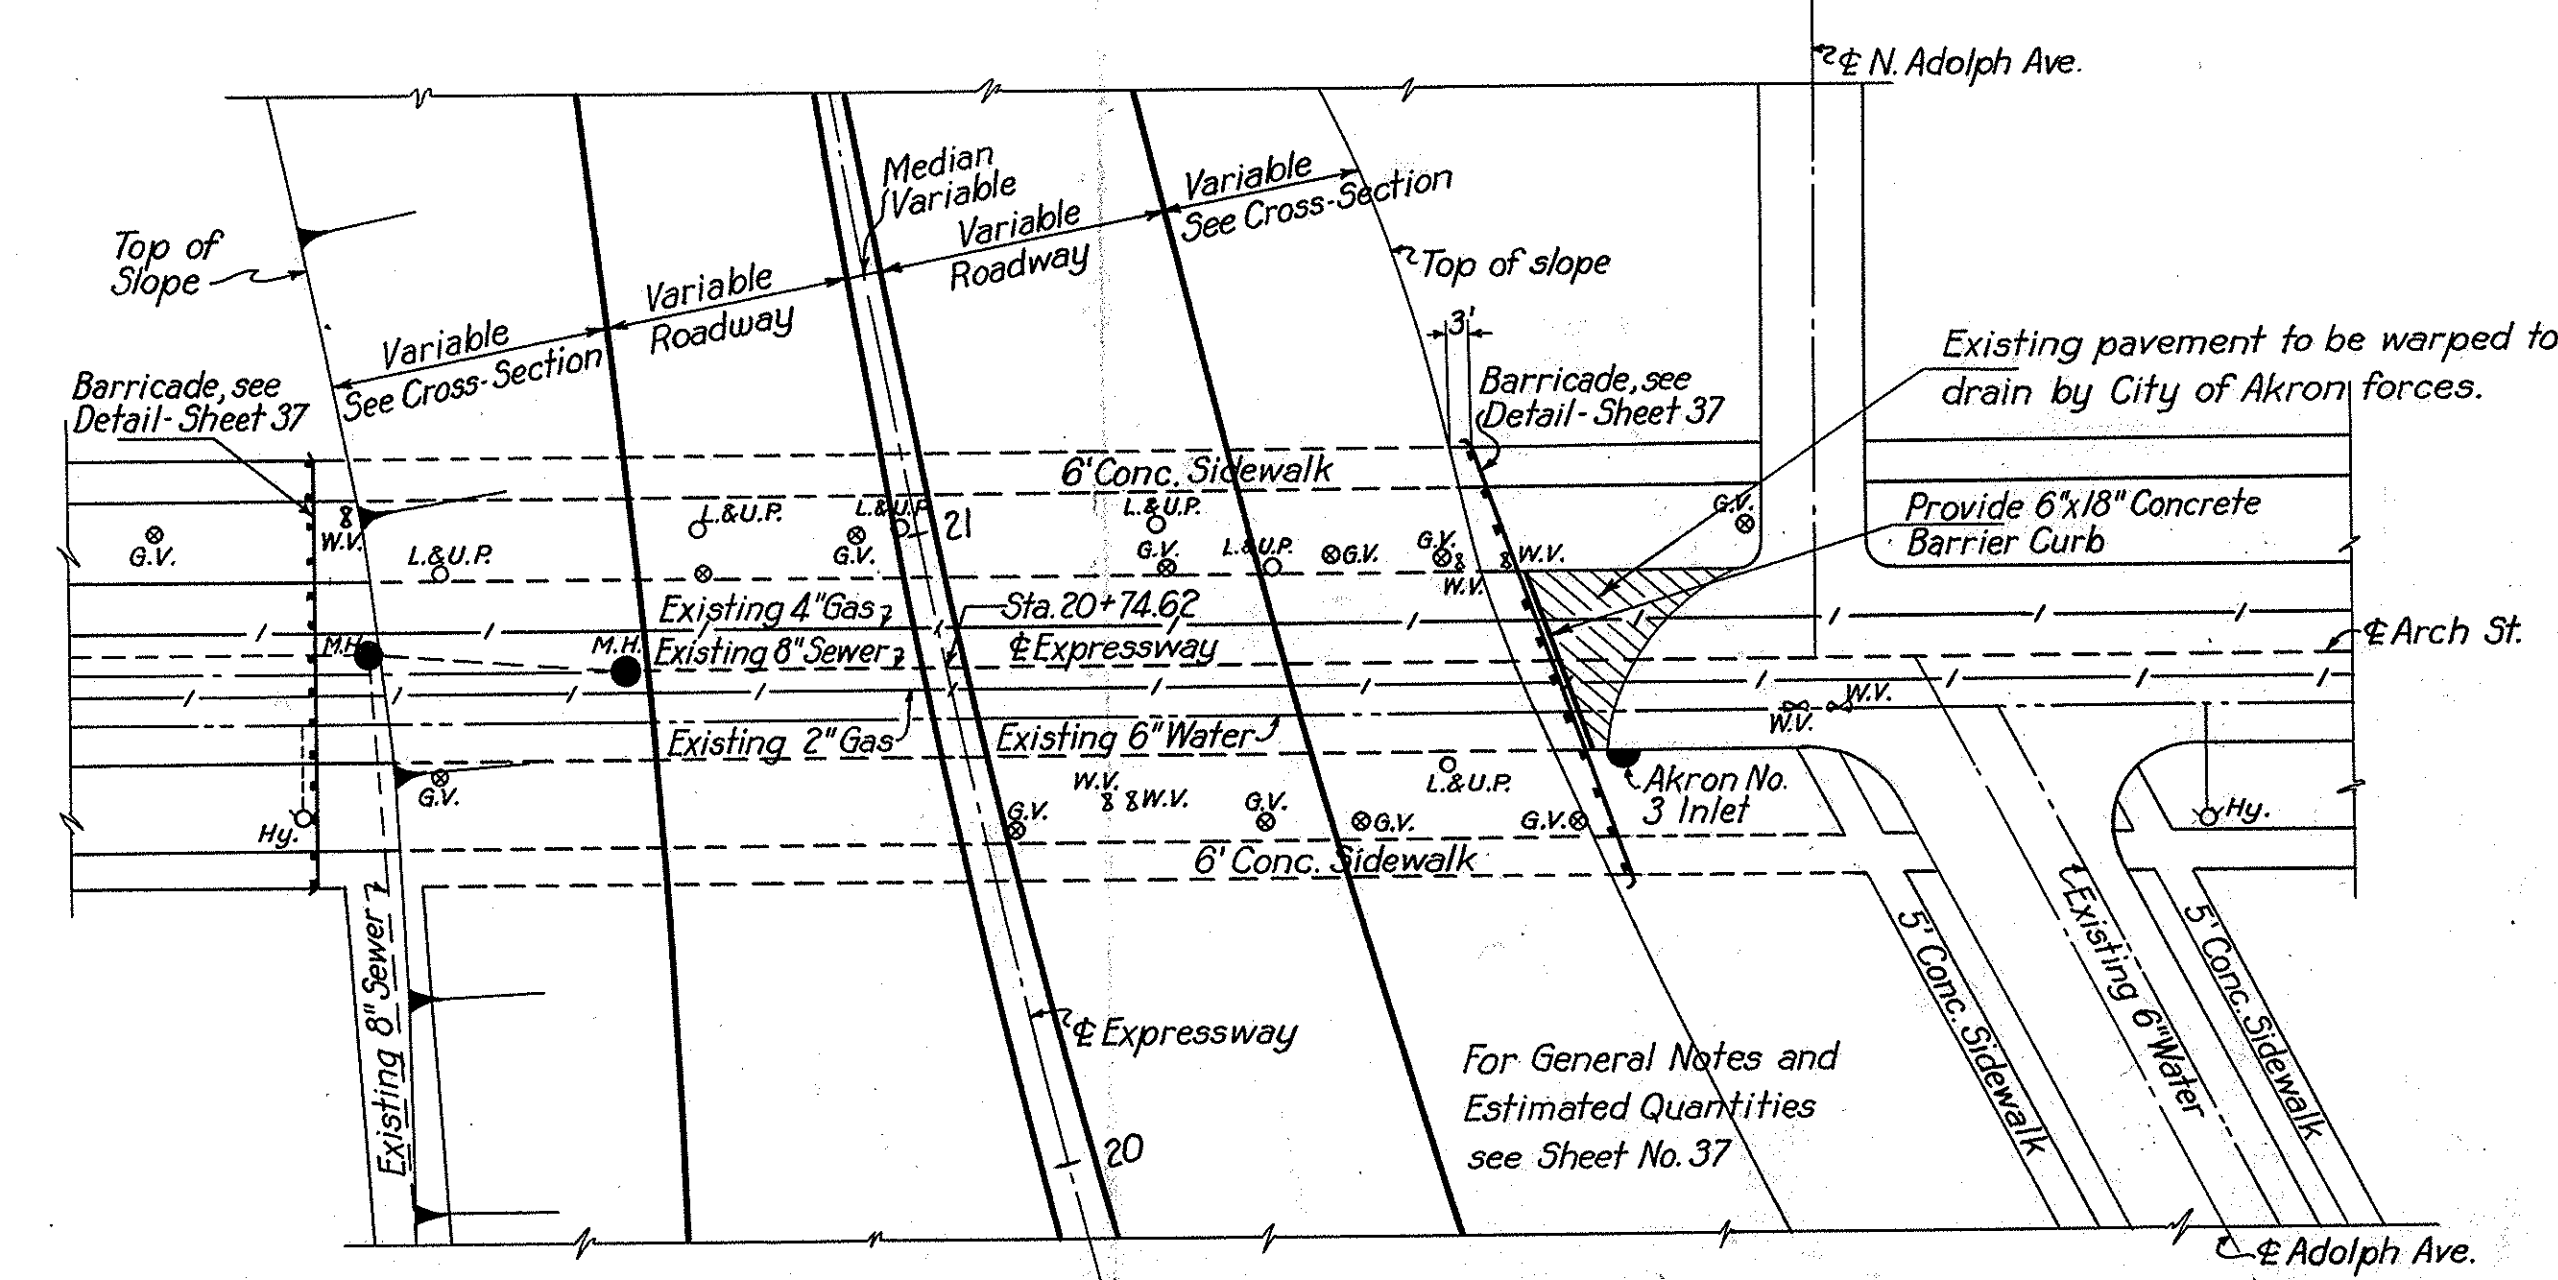 ℄ N. Adolph Ave.
Median
Variable
Variable
See Cross-Section
Variable
Roadway
Top of
Slope
Top of slope
Variable
Roadway
3'
Variable
See Cross-Section
Existing pavement to be warped to
drain by City of Akron forces.
Barricade, see
Detail - Sheet 37
Barricade, see
Detail - Sheet 37
6' Conc. Sidewalk
G.V.
Provide 6"x18" Concrete
Barrier Curb
L.&U.P.
L.&U.P.
21
L.&U.P.
W.V.
G.V.
L.&U.P.
G.V.
G.V.
L.&U.P.
G.V.
G.V.
W.V.
W.V.
Existing 4" Gas
Sta. 20+74.62
℄ Expressway
℄ Arch St.
M.H.
M.H.
Existing 8" Sewer
W.V.
W.V.
Existing 2" Gas
Existing 6" Water
G.V.
W.V.
W.V.
L.&U.P.
Akron No.
3 Inlet
Hy.
G.V.
G.V.
G.V.
G.V.
Hy.
6' Conc. Sidewalk
Existing 8" Sewer
5' Conc. Sidewalk
Existing 6" Water
5' Conc. Sidewalk
℄ Expressway
For General Notes and
Estimated Quantities
see Sheet No. 37
20
℄ Adolph Ave.